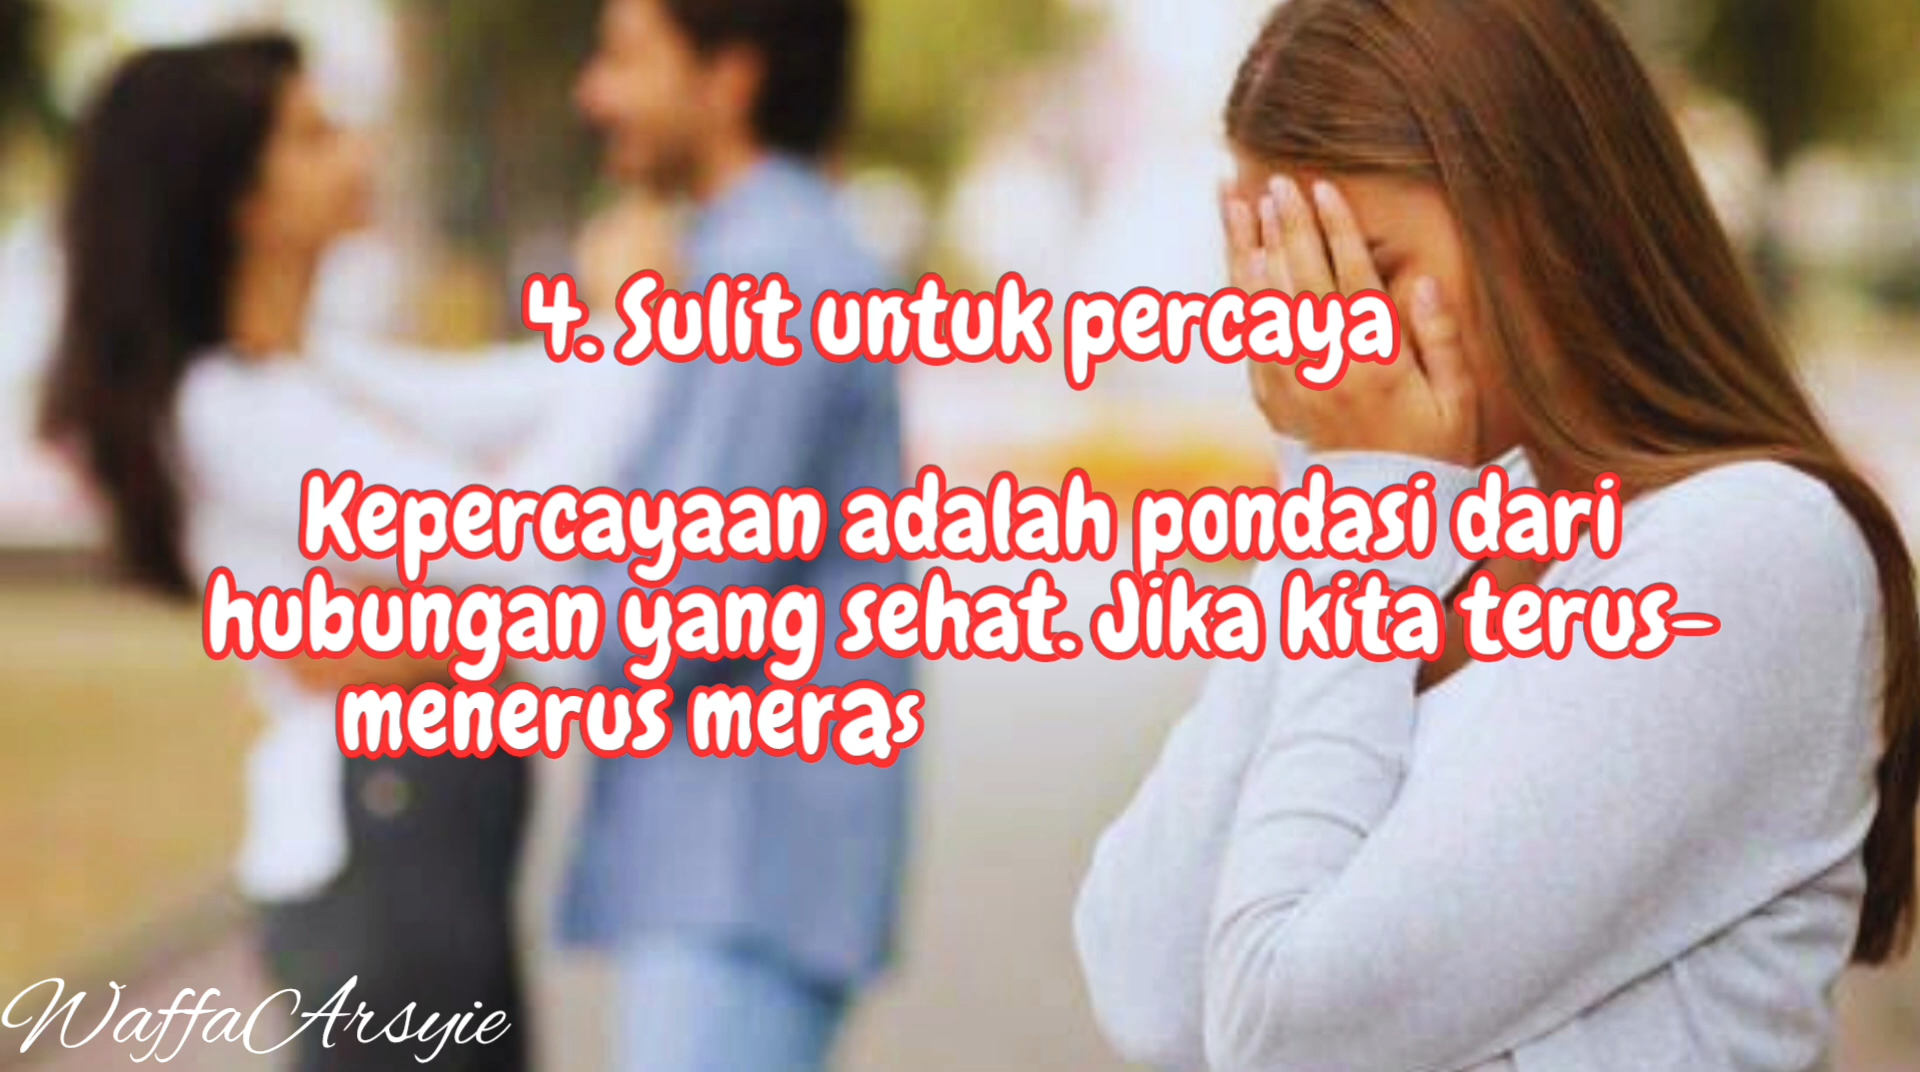 4. Sulit untuk percaya
Kepercayaan adalah pondasi dari
hubungan yang sehat. Jika kita terus-
menerus meras
WaffaArsyie